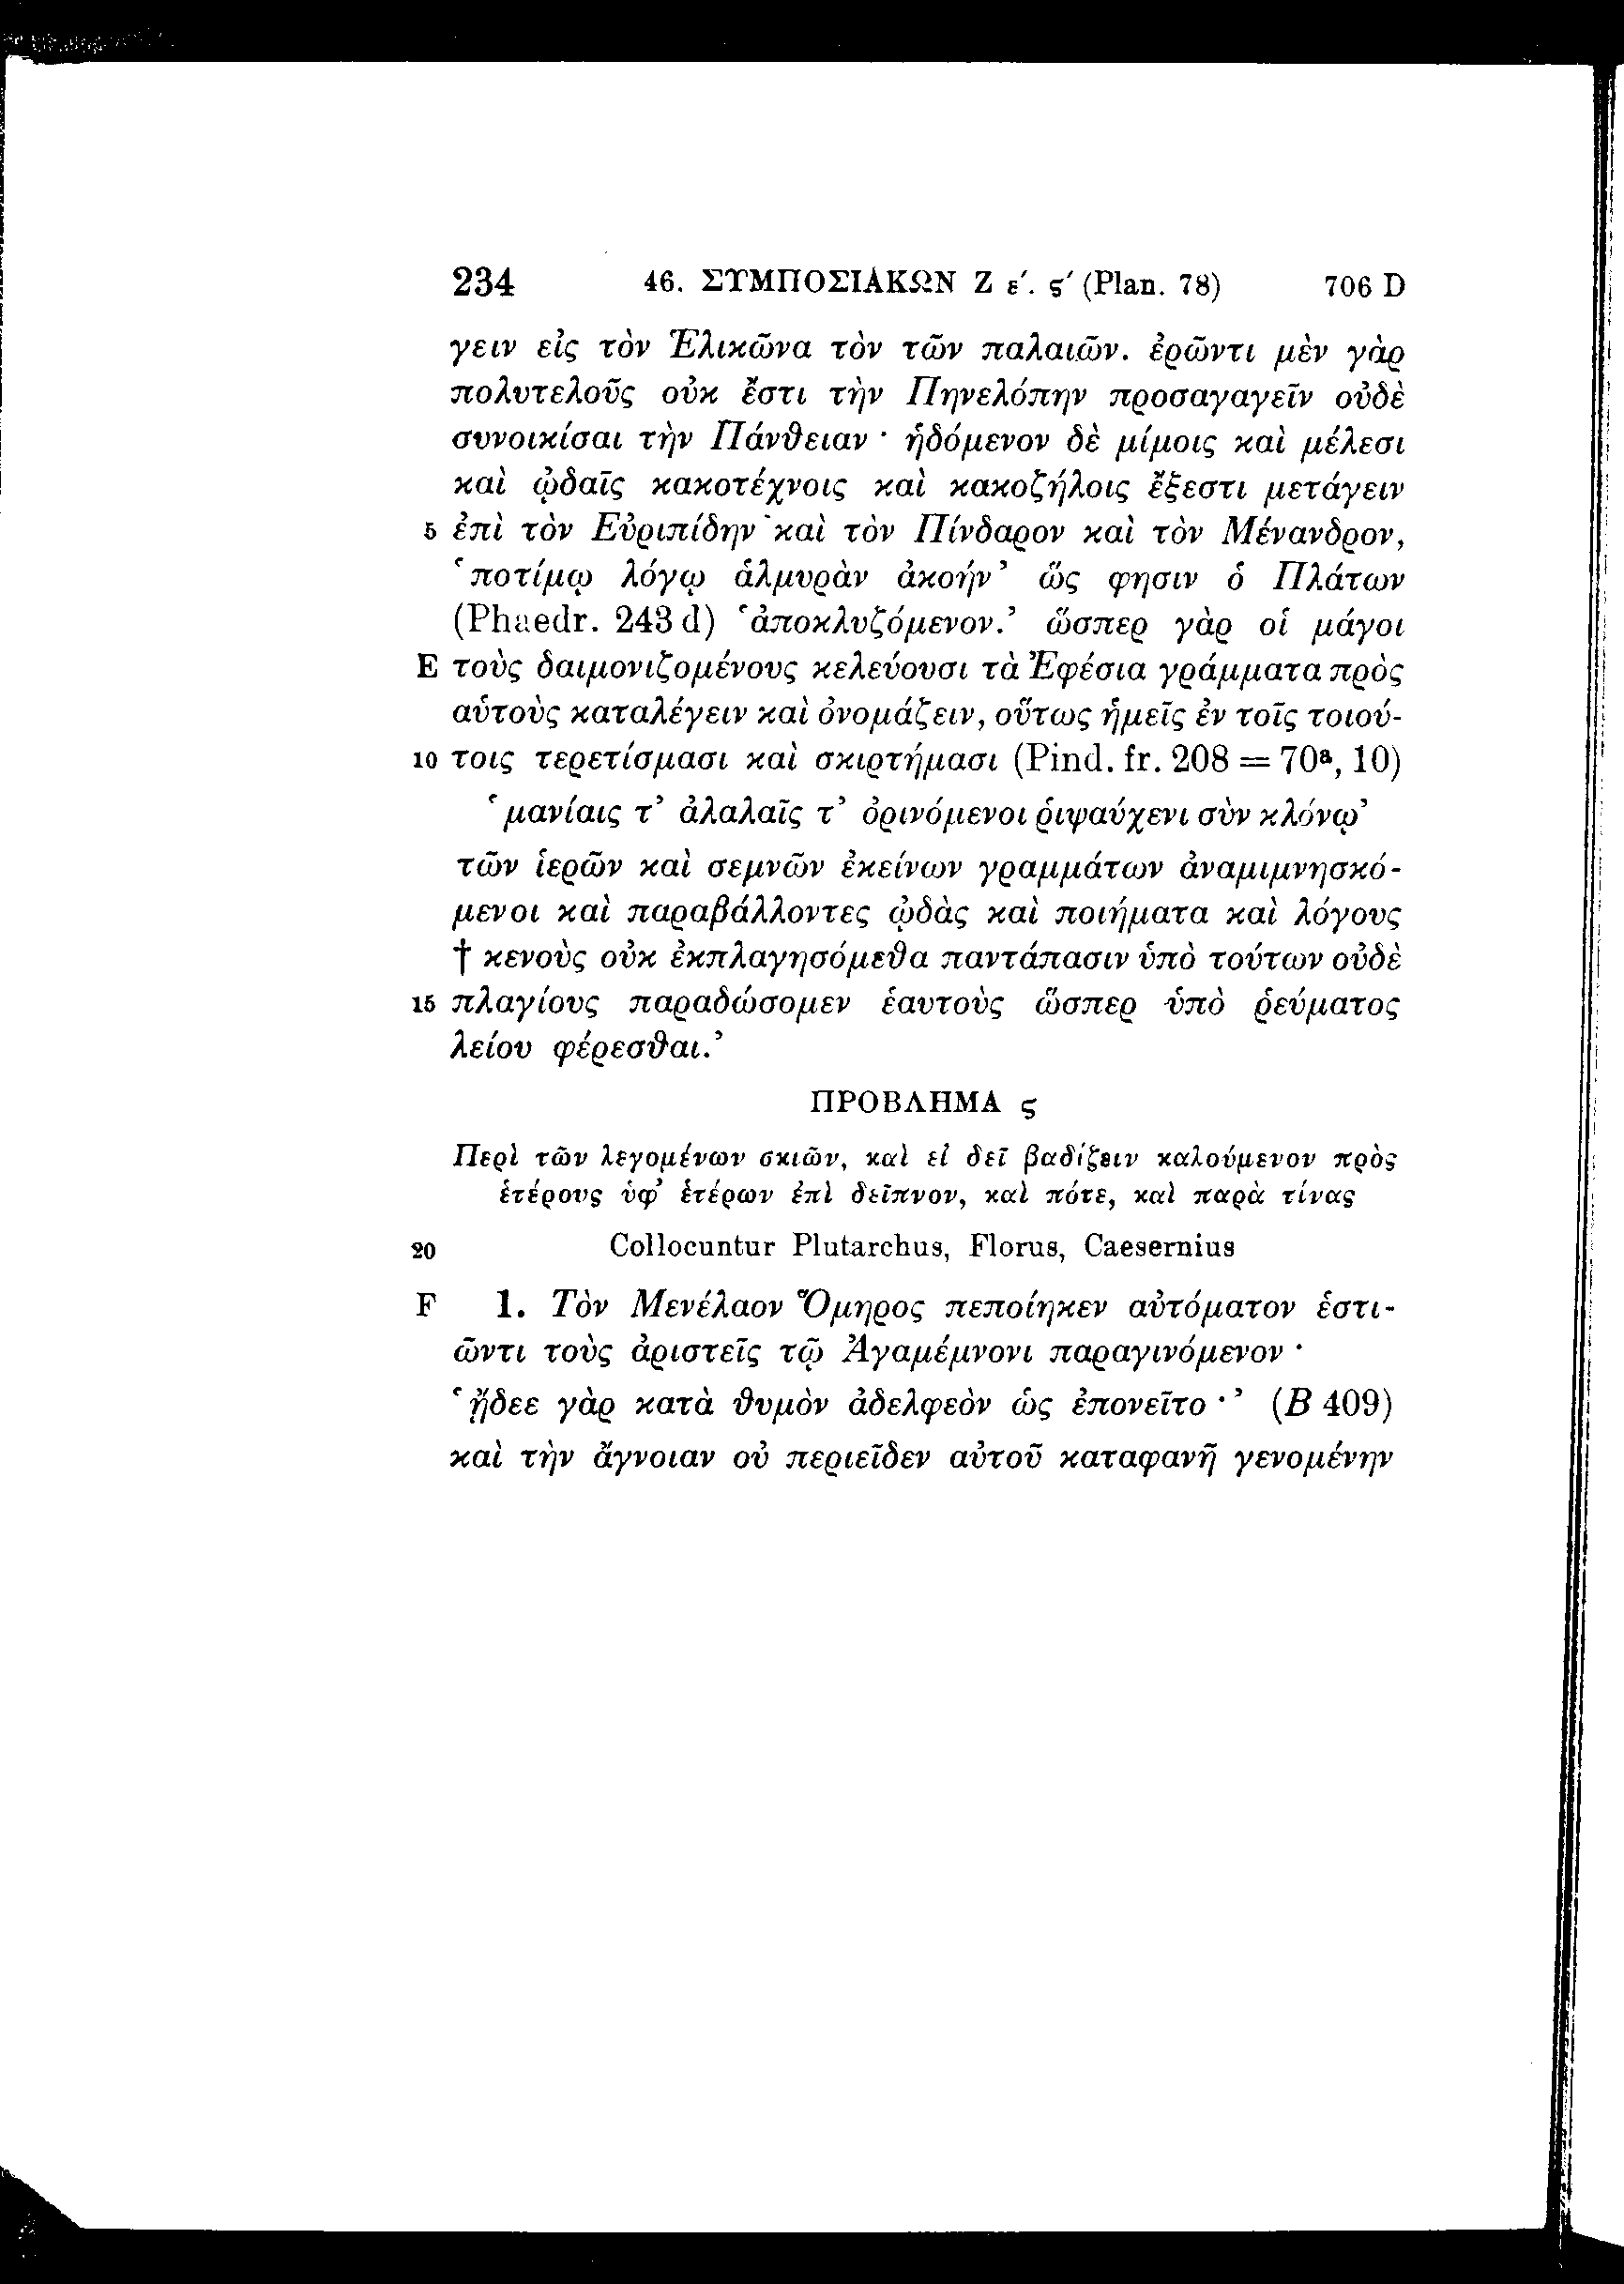 234 46. ΣΥΜΠΟΣΙΑΚΩΝ Ζ ε΄. ς΄ (Plan. 78) 706 D
γειν εἰς τὸν Ἑλικῶνα τὸν τῶν παλαιῶν. ἐρῶντι μὲν γὰρ
πολυτελοῦς οὐκ ἔστι τὴν Πηνελόπην προσαγαγεῖν οὐδὲ
συνοικίσαι τὴν Πάνθειαν · ἡδόμενον δὲ μίμοις καὶ μέλεσι
καὶ ᾠδαῖς κακοτέχνοις καὶ κακοζήλοις ἔξεστι μετάγειν
5 ἐπὶ τὸν Εὐριπίδην καὶ τὸν Πίνδαρον καὶ τὸν Μένανδρον,
‘ποτίμῳ λόγῳ ἁλμυρὰν ἀκοήν’ ὥς φησιν ὁ Πλάτων
(Phaedr. 243 d) ‘ἀποκλυζόμενον.’ ὥσπερ γὰρ οἱ μάγοι
E τοὺς δαιμονιζομένους κελεύουσι τὰ Ἐφέσια γράμματα πρὸς
αὑτοὺς καταλέγειν καὶ ὀνομάζειν, οὕτως ἡμεῖς ἐν τοῖς τοιού-
10 τοις τερετίσμασι καὶ σκιρτήμασι (Pind. fr. 208 = 70ª, 10)
‘μανίαις τ’ ἀλαλαῖς τ’ ὀρινόμενοι ῥιψαύχενι σὺν κλόνῳ’
τῶν ἱερῶν καὶ σεμνῶν ἐκείνων γραμμάτων ἀναμιμνησκό-
μενοι καὶ παραβάλλοντες ᾠδὰς καὶ ποιήματα καὶ λόγους
† κενοὺς οὐκ ἐκπλαγησόμεθα παντάπασιν ὑπὸ τούτων οὐδὲ
15 πλαγίους παραδώσομεν ἑαυτοὺς ὥσπερ ὑπὸ ῥεύματος
λείου φέρεσθαι.’
ΠΡΟΒΛΗΜΑ ς
Περὶ τῶν λεγομένων σκιῶν, καὶ εἰ δεῖ βαδίζειν καλούμενον πρὸς
ἑτέρους ὑφ’ ἑτέρων ἐπὶ δεῖπνον, καὶ πότε, καὶ παρὰ τίνας
20 Collocuntur Plutarchus, Florus, Caesernius
F 1. Τὸν Μενέλαον Ὅμηρος πεποίηκεν αὐτόματον ἑστι-
ῶντι τοὺς ἀριστεῖς τῷ Ἀγαμέμνονι παραγινόμενον ·
‘ᾔδεε γὰρ κατὰ θυμὸν ἀδελφεὸν ὡς ἐπονεῖτο ·’ (B 409)
καὶ τὴν ἄγνοιαν οὐ περιεῖδεν αὐτοῦ καταφανῆ γενομένην